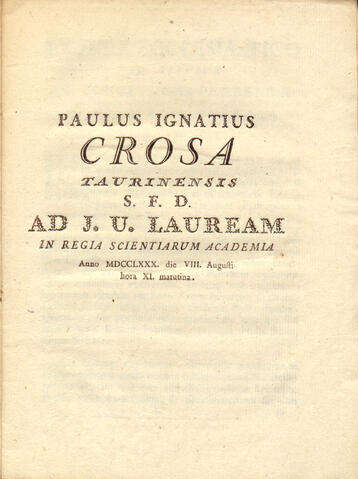 PAULUS IGNATIUS
CROSA
TAURINENSIS
S. F. D.
AD J. U. LAUREAM
IN REGIA SCIENTIARUM ACADEMIA
Anno MDCCLXXX. die VIII. Augusti
hora XI. matutina.